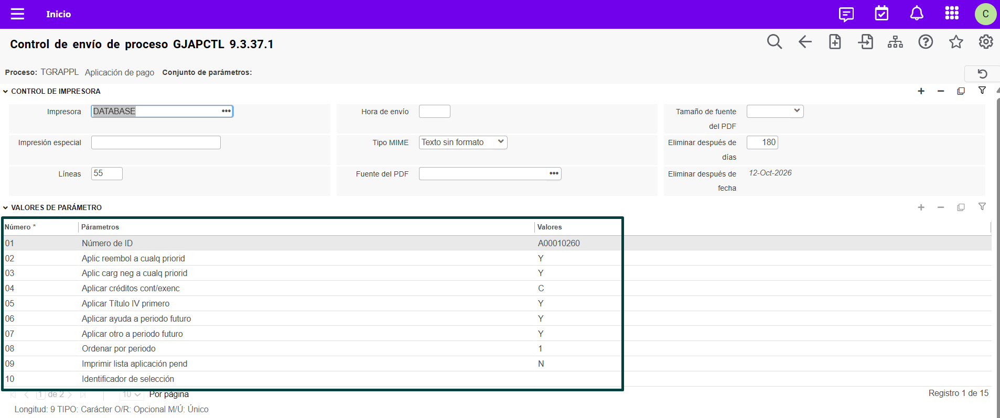 Inicio
C
Control de envío de proceso GJAPCTL 9.3.37.1
Proceso: TGRAPPL Aplicación de pago Conjunto de parámetros:
CONTROL DE IMPRESORA
Impresora DATABASE Hora de envío Tamaño de fuente del PDF
Impresión especial Tipo MIME Texto sin formato Eliminar después de días 180
Líneas 55 Fuente del PDF Eliminar después de fecha 12-Oct-2026
VALORES DE PARÁMETRO
Número * Párametros Valores
01 Número de ID A00010260
02 Aplic reembol a cualq priorid Y
03 Aplic carg neg a cualq priorid Y
04 Aplicar créditos cont/exenc C
05 Aplicar Título IV primero Y
06 Aplicar ayuda a periodo futuro Y
07 Aplicar otro a periodo futuro Y
08 Ordenar por periodo 1
09 Imprimir lista aplicación pend N
10 Identificador de selección
1 de 2 10 Por página Registro 1 de 15
Longitud: 9 TIPO: Carácter O/R: Opcional M/Ú: Único